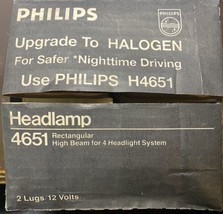 PHILIPS
PHILIPS
Upgrade To HALOGEN
For Safer *Nighttime Driving
Use PHILIPS H4651
Headlamp
4651 Rectangular
High Beam for 4 Headlight System
2 Lugs/12 Volts